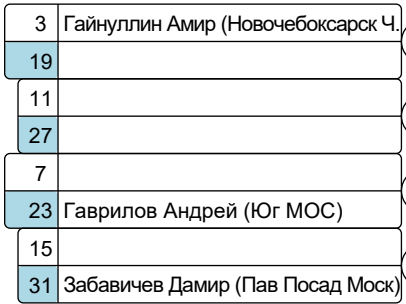 3 Гайнуллин Амир (Новочебоксарск Ч.
19
11
27
7
23 Гаврилов Андрей (Юг МОС)
15
31 Забавичев Дамир (Пав Посад Моск)